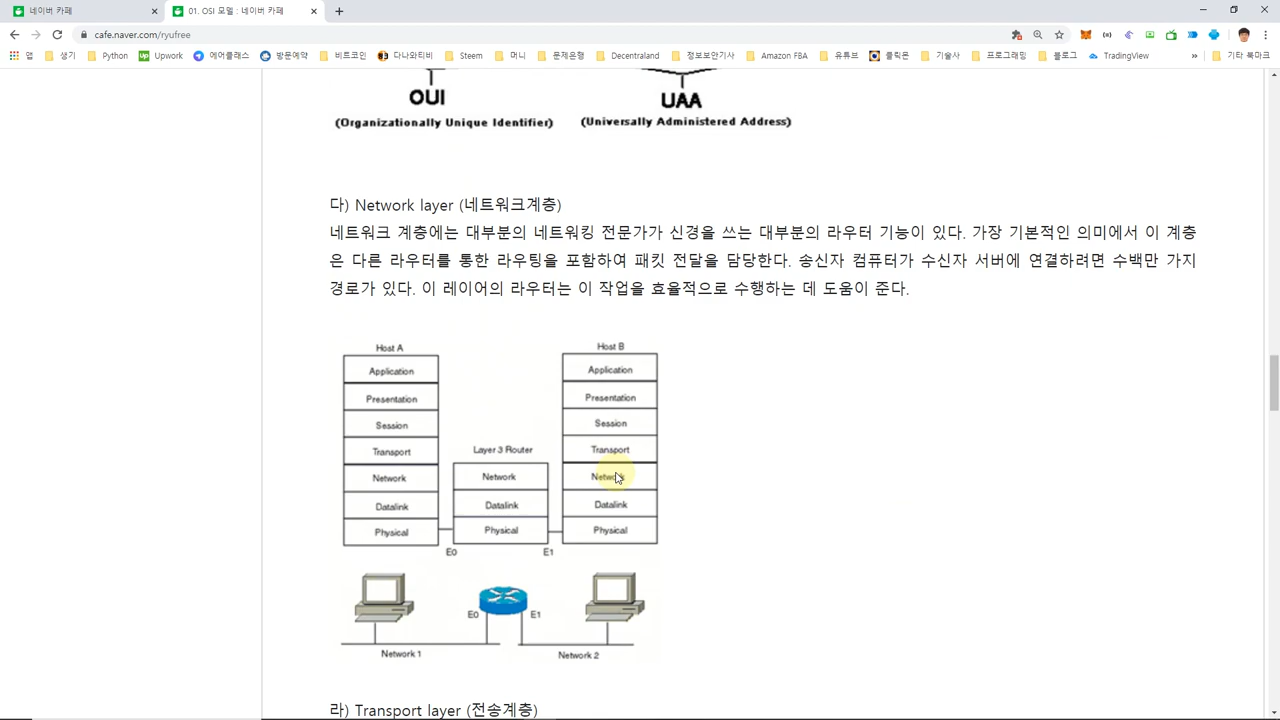 네이버 카페
01. OSI 모델 : 네이버 카페
cafe.naver.com/ryufree
앱 생기 Python Upwork 에어클래스 방문예약 비트코인 다나와티비 Steem 머니 문제은행 Decentraland 정보보안기사 Amazon FBA 유튜브 클릭몬 기술사 프로그래밍 블로그 TradingView » 기타 북마크
OUI
UAA
(Organizationally Unique Identifier)
(Universally Administered Address)
다) Network layer (네트워크계층)
네트워크 계층에는 대부분의 네트워킹 전문가가 신경을 쓰는 대부분의 라우터 기능이 있다. 가장 기본적인 의미에서 이 계층
은 다른 라우터를 통한 라우팅을 포함하여 패킷 전달을 담당한다. 송신자 컴퓨터가 수신자 서버에 연결하려면 수백만 가지
경로가 있다. 이 레이어의 라우터는 이 작업을 효율적으로 수행하는 데 도움이 준다.
Host A
Application
Presentation
Session
Transport
Network
Datalink
Physical
Layer 3 Router
Network
Datalink
Physical
Host B
Application
Presentation
Session
Transport
Network
Datalink
Physical
E0
E1
E0
E1
Network 1
Network 2
라) Transport layer (전송계층)